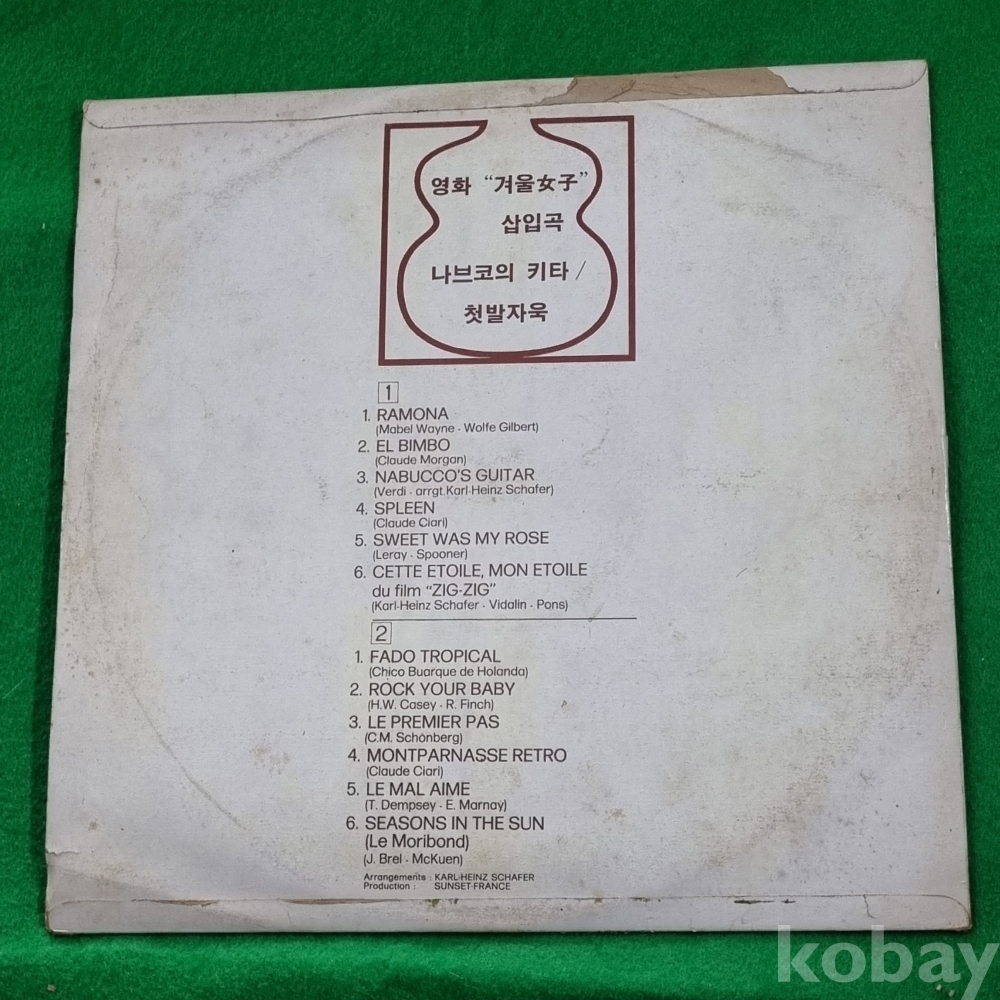 영화 “겨울女子”
삽입곡
나브코의 키타/
첫발자욱
1
1. RAMONA
(Mabel Wayne - Wolfe Gilbert)
2. EL BIMBO
(Claude Morgan)
3. NABUCCO'S GUITAR
(Verdi - arrgt. Karl-Heinz Schafer)
4. SPLEEN
(Claude Ciari)
5. SWEET WAS MY ROSE
(Leray - Spooner)
6. CETTE ETOILE, MON ETOILE
du film “ZIG-ZIG”
(Karl-Heinz Schafer - Vidalin - Pons)
2
1. FADO TROPICAL
(Chico Buarque de Holanda)
2. ROCK YOUR BABY
(H.W. Casey - R. Finch)
3. LE PREMIER PAS
(C.M. Schönberg)
4. MONTPARNASSE RETRO
(Claude Ciari)
5. LE MAL AIME
(T. Dempsey - E. Marnay)
6. SEASONS IN THE SUN
(Le Moribond)
(J. Brel - McKuen)
Arrangements : KARL-HEINZ SCHAFER
Production : SUNSET-FRANCE
kobay